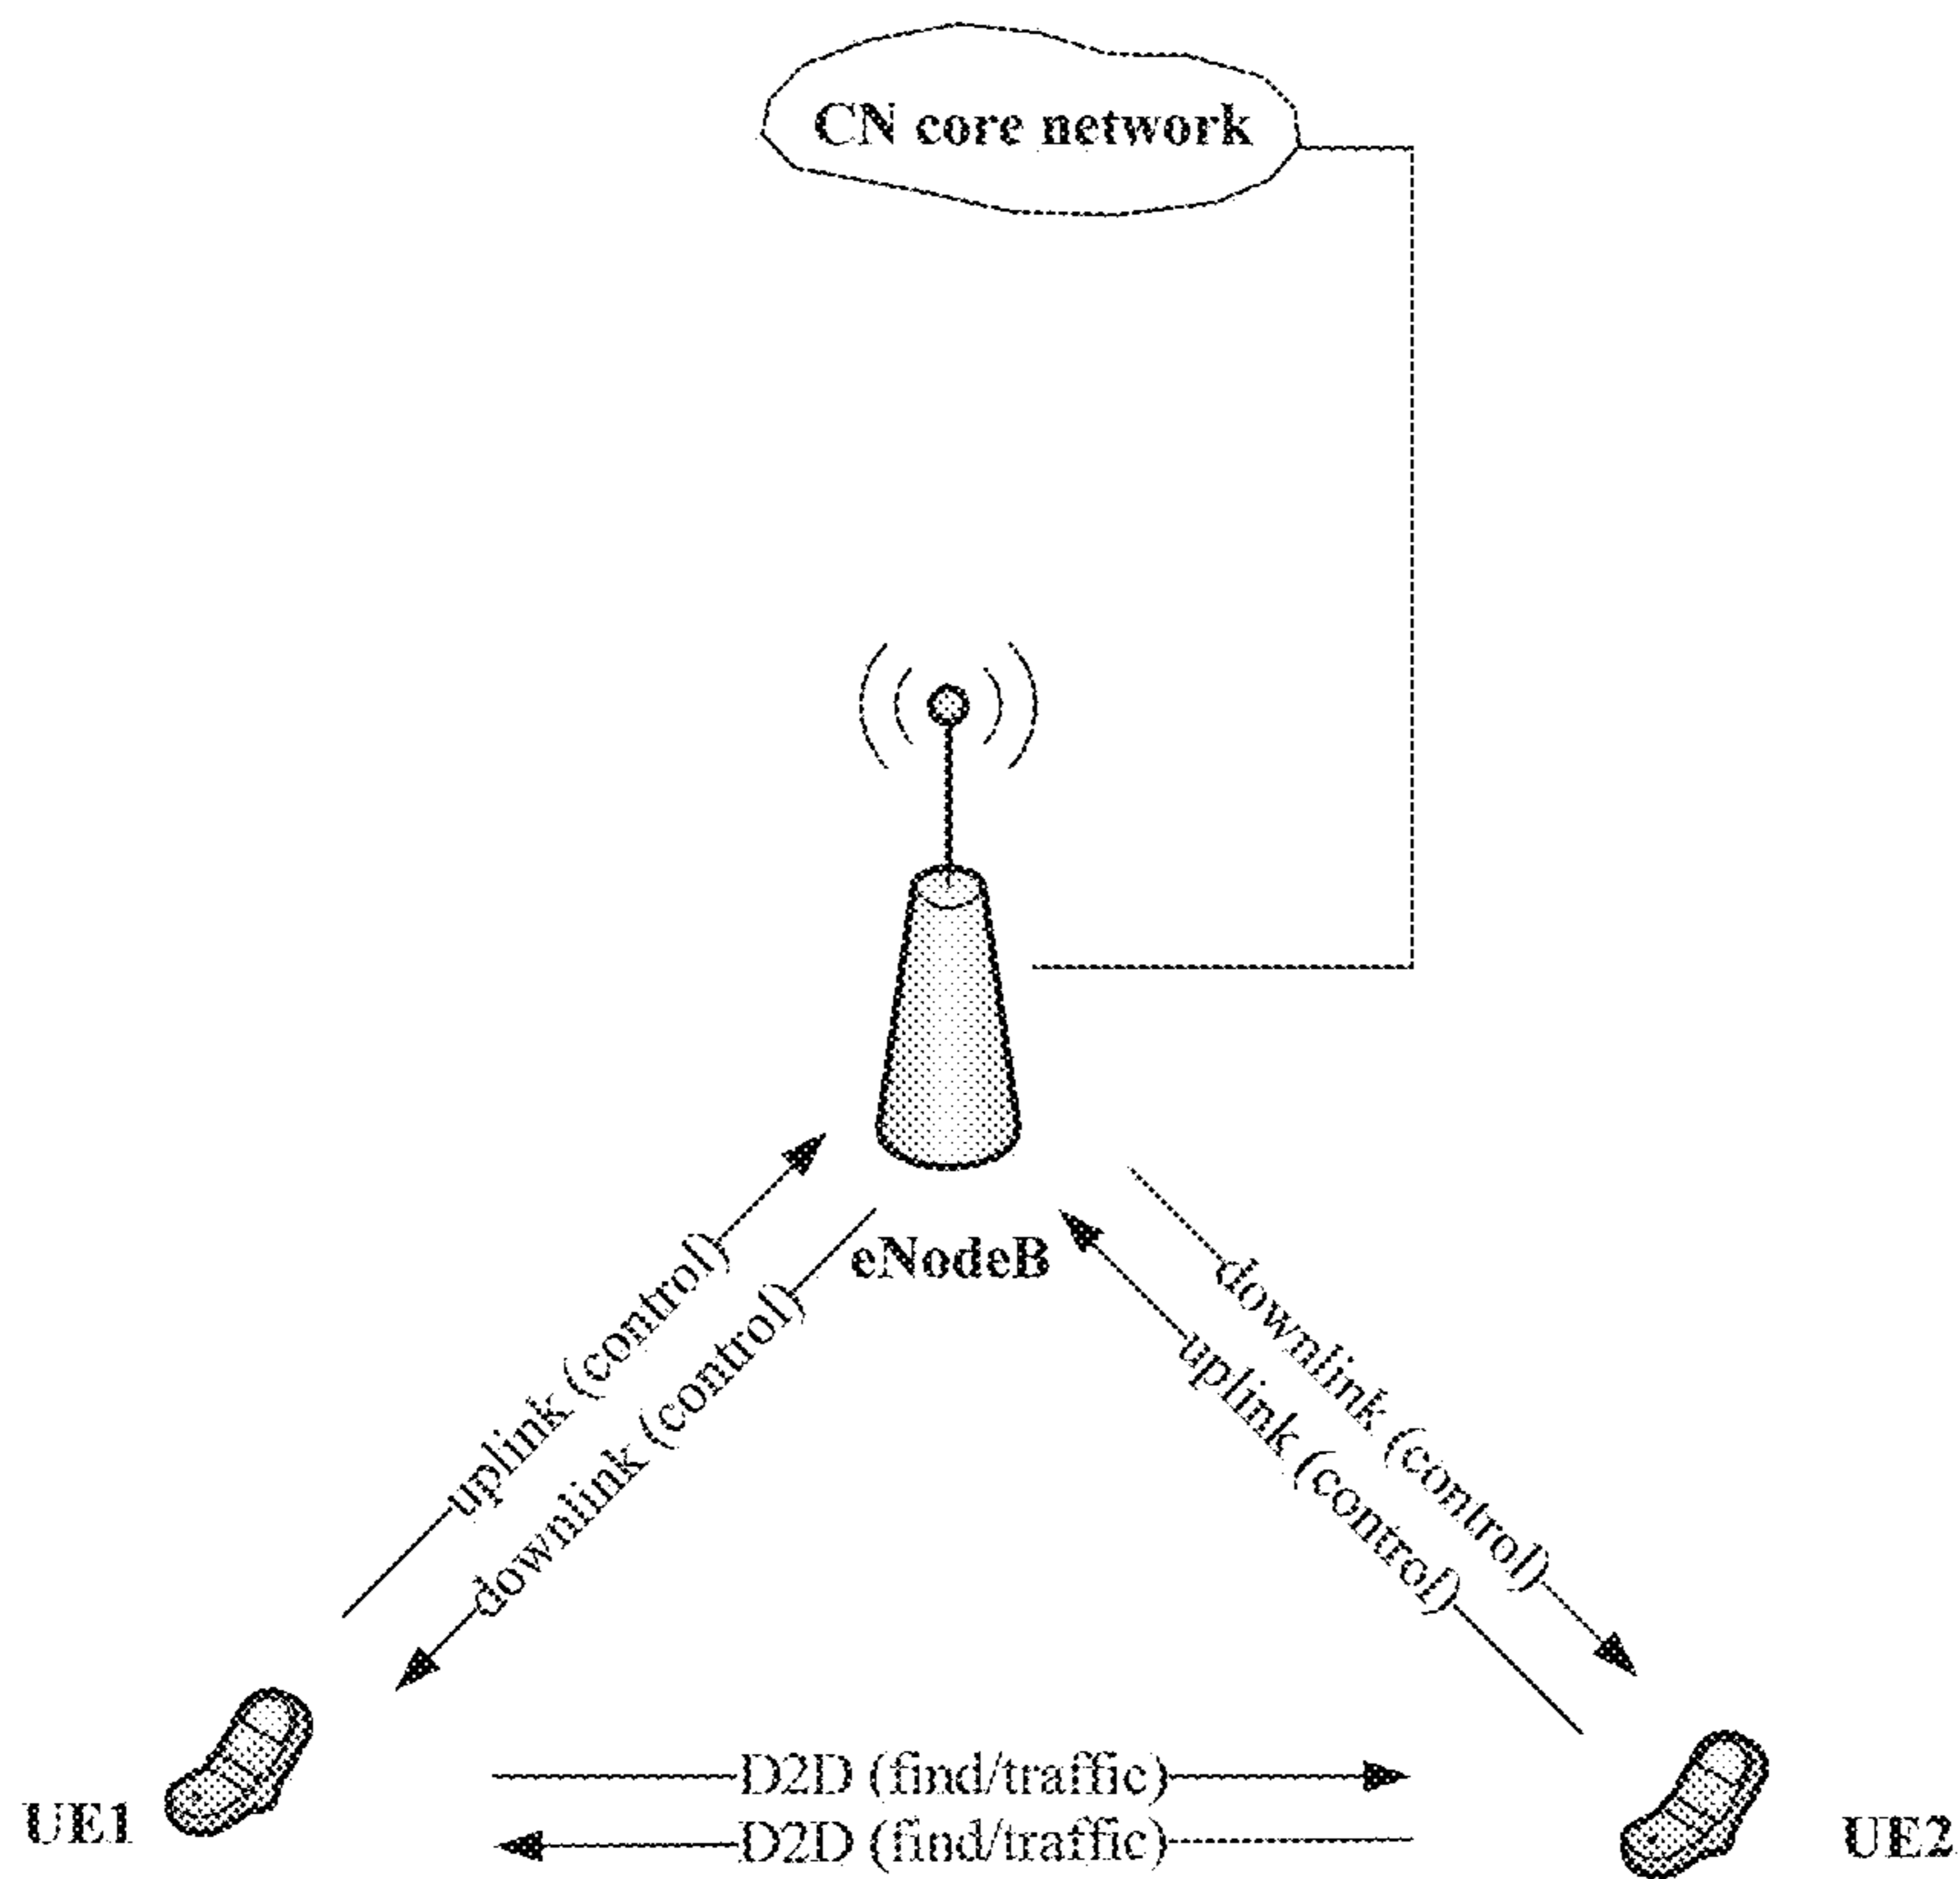 CN core network
eNodeB
uplink (control)
downlink (control)
downlink (control)
uplink (control)
D2D (find/traffic)
UE1
D2D (find/traffic)
UE2